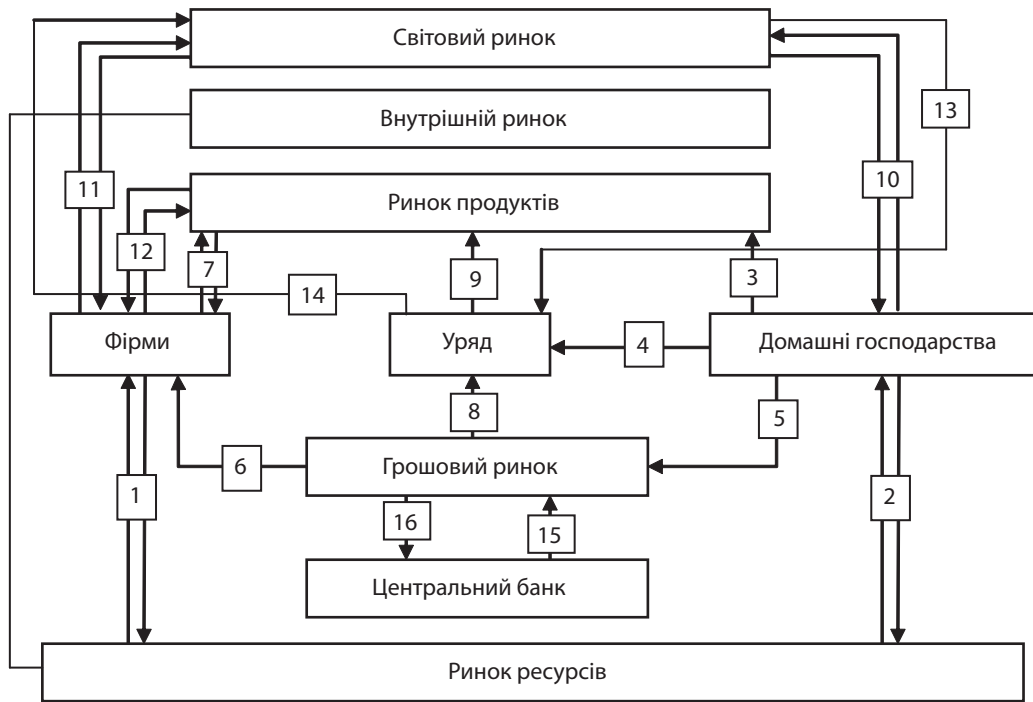 Світовий ринок
13
Внутрішній ринок
11
10
Ринок продуктів
12
7
9
3
14
Фірми
Уряд
4
Домашні господарства
8
5
6
Грошовий ринок
1
16
15
2
Центральний банк
Ринок ресурсів